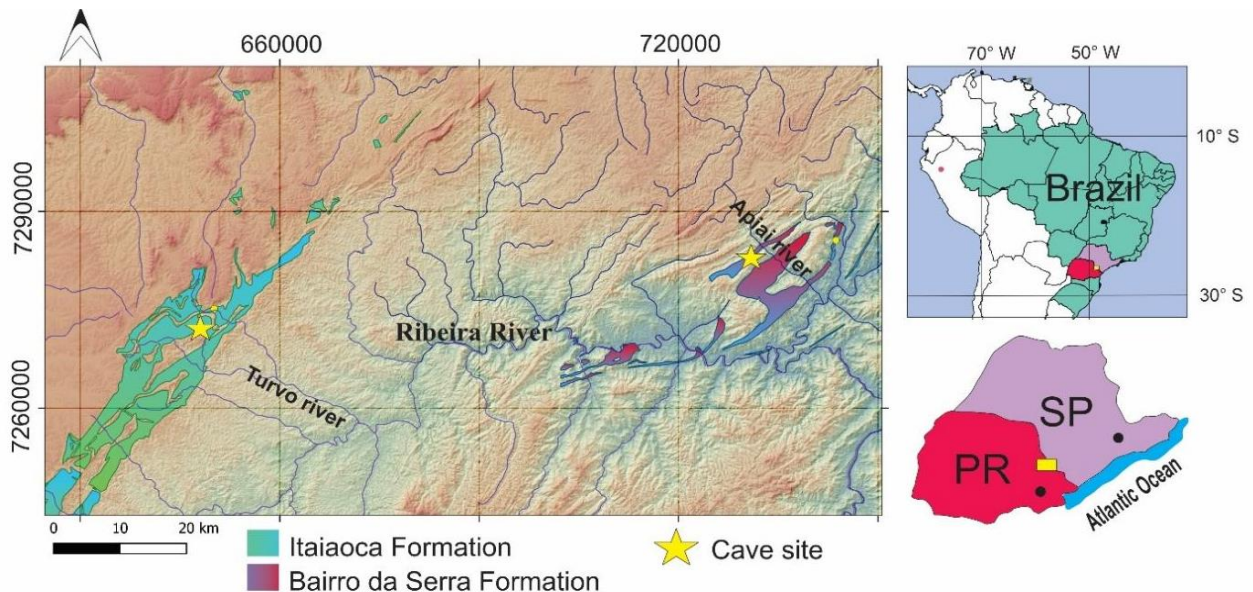 660000
720000
7290000
7260000
Apiai river
Ribeira River
Turvo river
0 10 20 km
Itaiaoca Formation
Bairro da Serra Formation
Cave site
70° W
50° W
10° S
30° S
Brazil
SP
PR
Atlantic Ocean